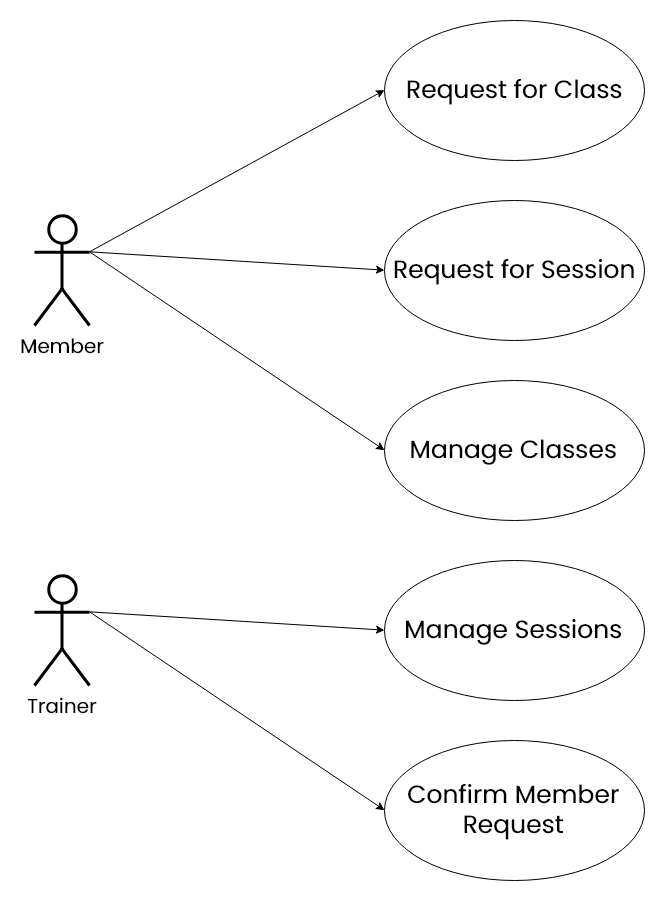 Request for Class
Request for Session
Member
Manage Classes
Manage Sessions
Trainer
Confirm Member
Request